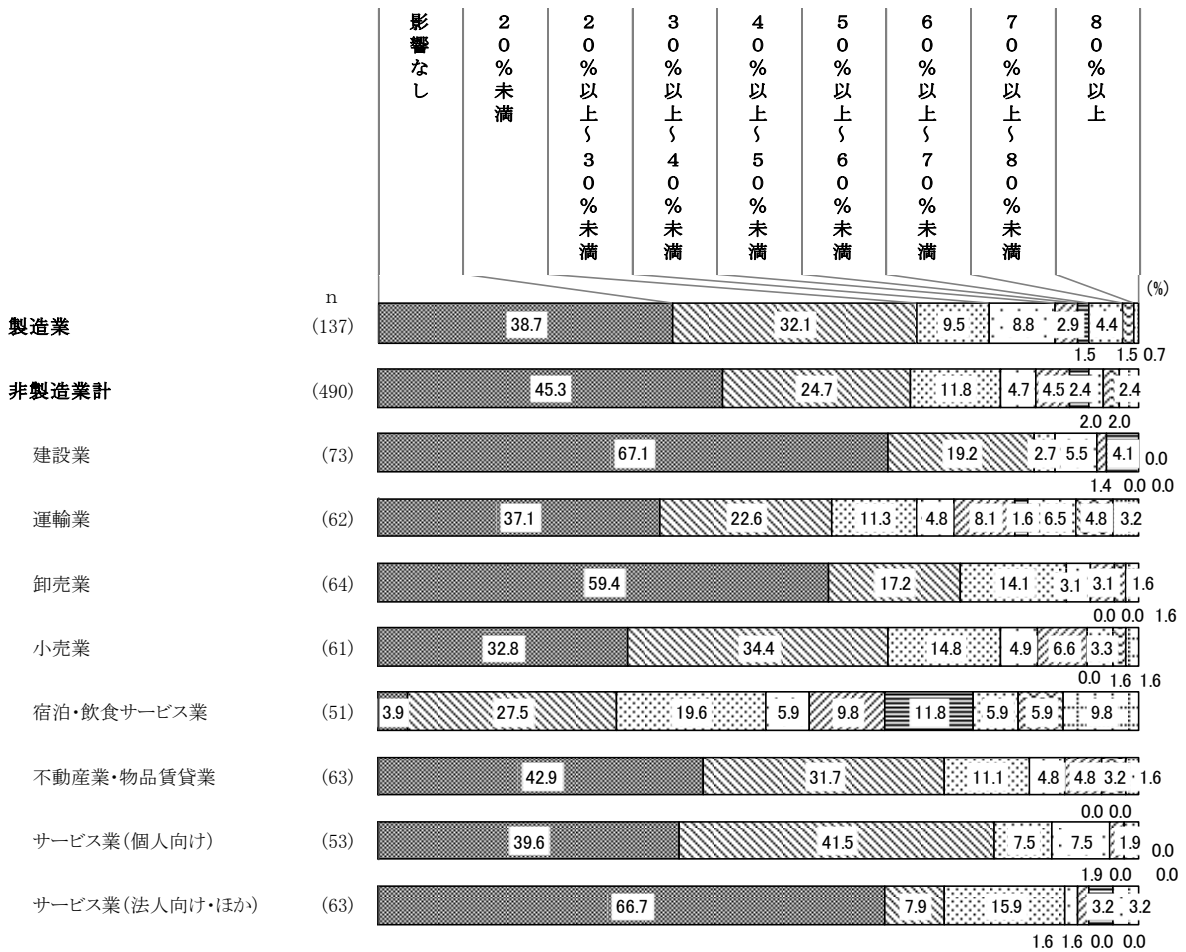 影響なし
20%未満
20%以上~30%未満
30%以上~40%未満
40%以上~50%未満
50%以上~60%未満
60%以上~70%未満
70%以上~80%未満
80%以上
(%)
n
製造業 (137) 38.7 32.1 9.5 8.8 2.9 4.4
1.5 1.5 0.7
非製造業計 (490) 45.3 24.7 11.8 4.7 4.5 2.4 2.4
2.0 2.0
建設業 (73) 67.1 19.2 2.7 5.5 4.1 0.0
1.4 0.0 0.0
運輸業 (62) 37.1 22.6 11.3 4.8 8.1 1.6 6.5 4.8 3.2
卸売業 (64) 59.4 17.2 14.1 3.1 3.1 1.6
0.0 0.0 1.6
小売業 (61) 32.8 34.4 14.8 4.9 6.6 3.3
0.0 1.6 1.6
宿泊・飲食サービス業 (51) 3.9 27.5 19.6 5.9 9.8 11.8 5.9 5.9 9.8
不動産業・物品賃貸業 (63) 42.9 31.7 11.1 4.8 4.8 3.2 1.6
0.0 0.0
サービス業(個人向け) (53) 39.6 41.5 7.5 7.5 1.9 0.0
1.9 0.0 0.0
サービス業(法人向け・ほか) (63) 66.7 7.9 15.9 3.2 3.2
1.6 1.6 0.0 0.0